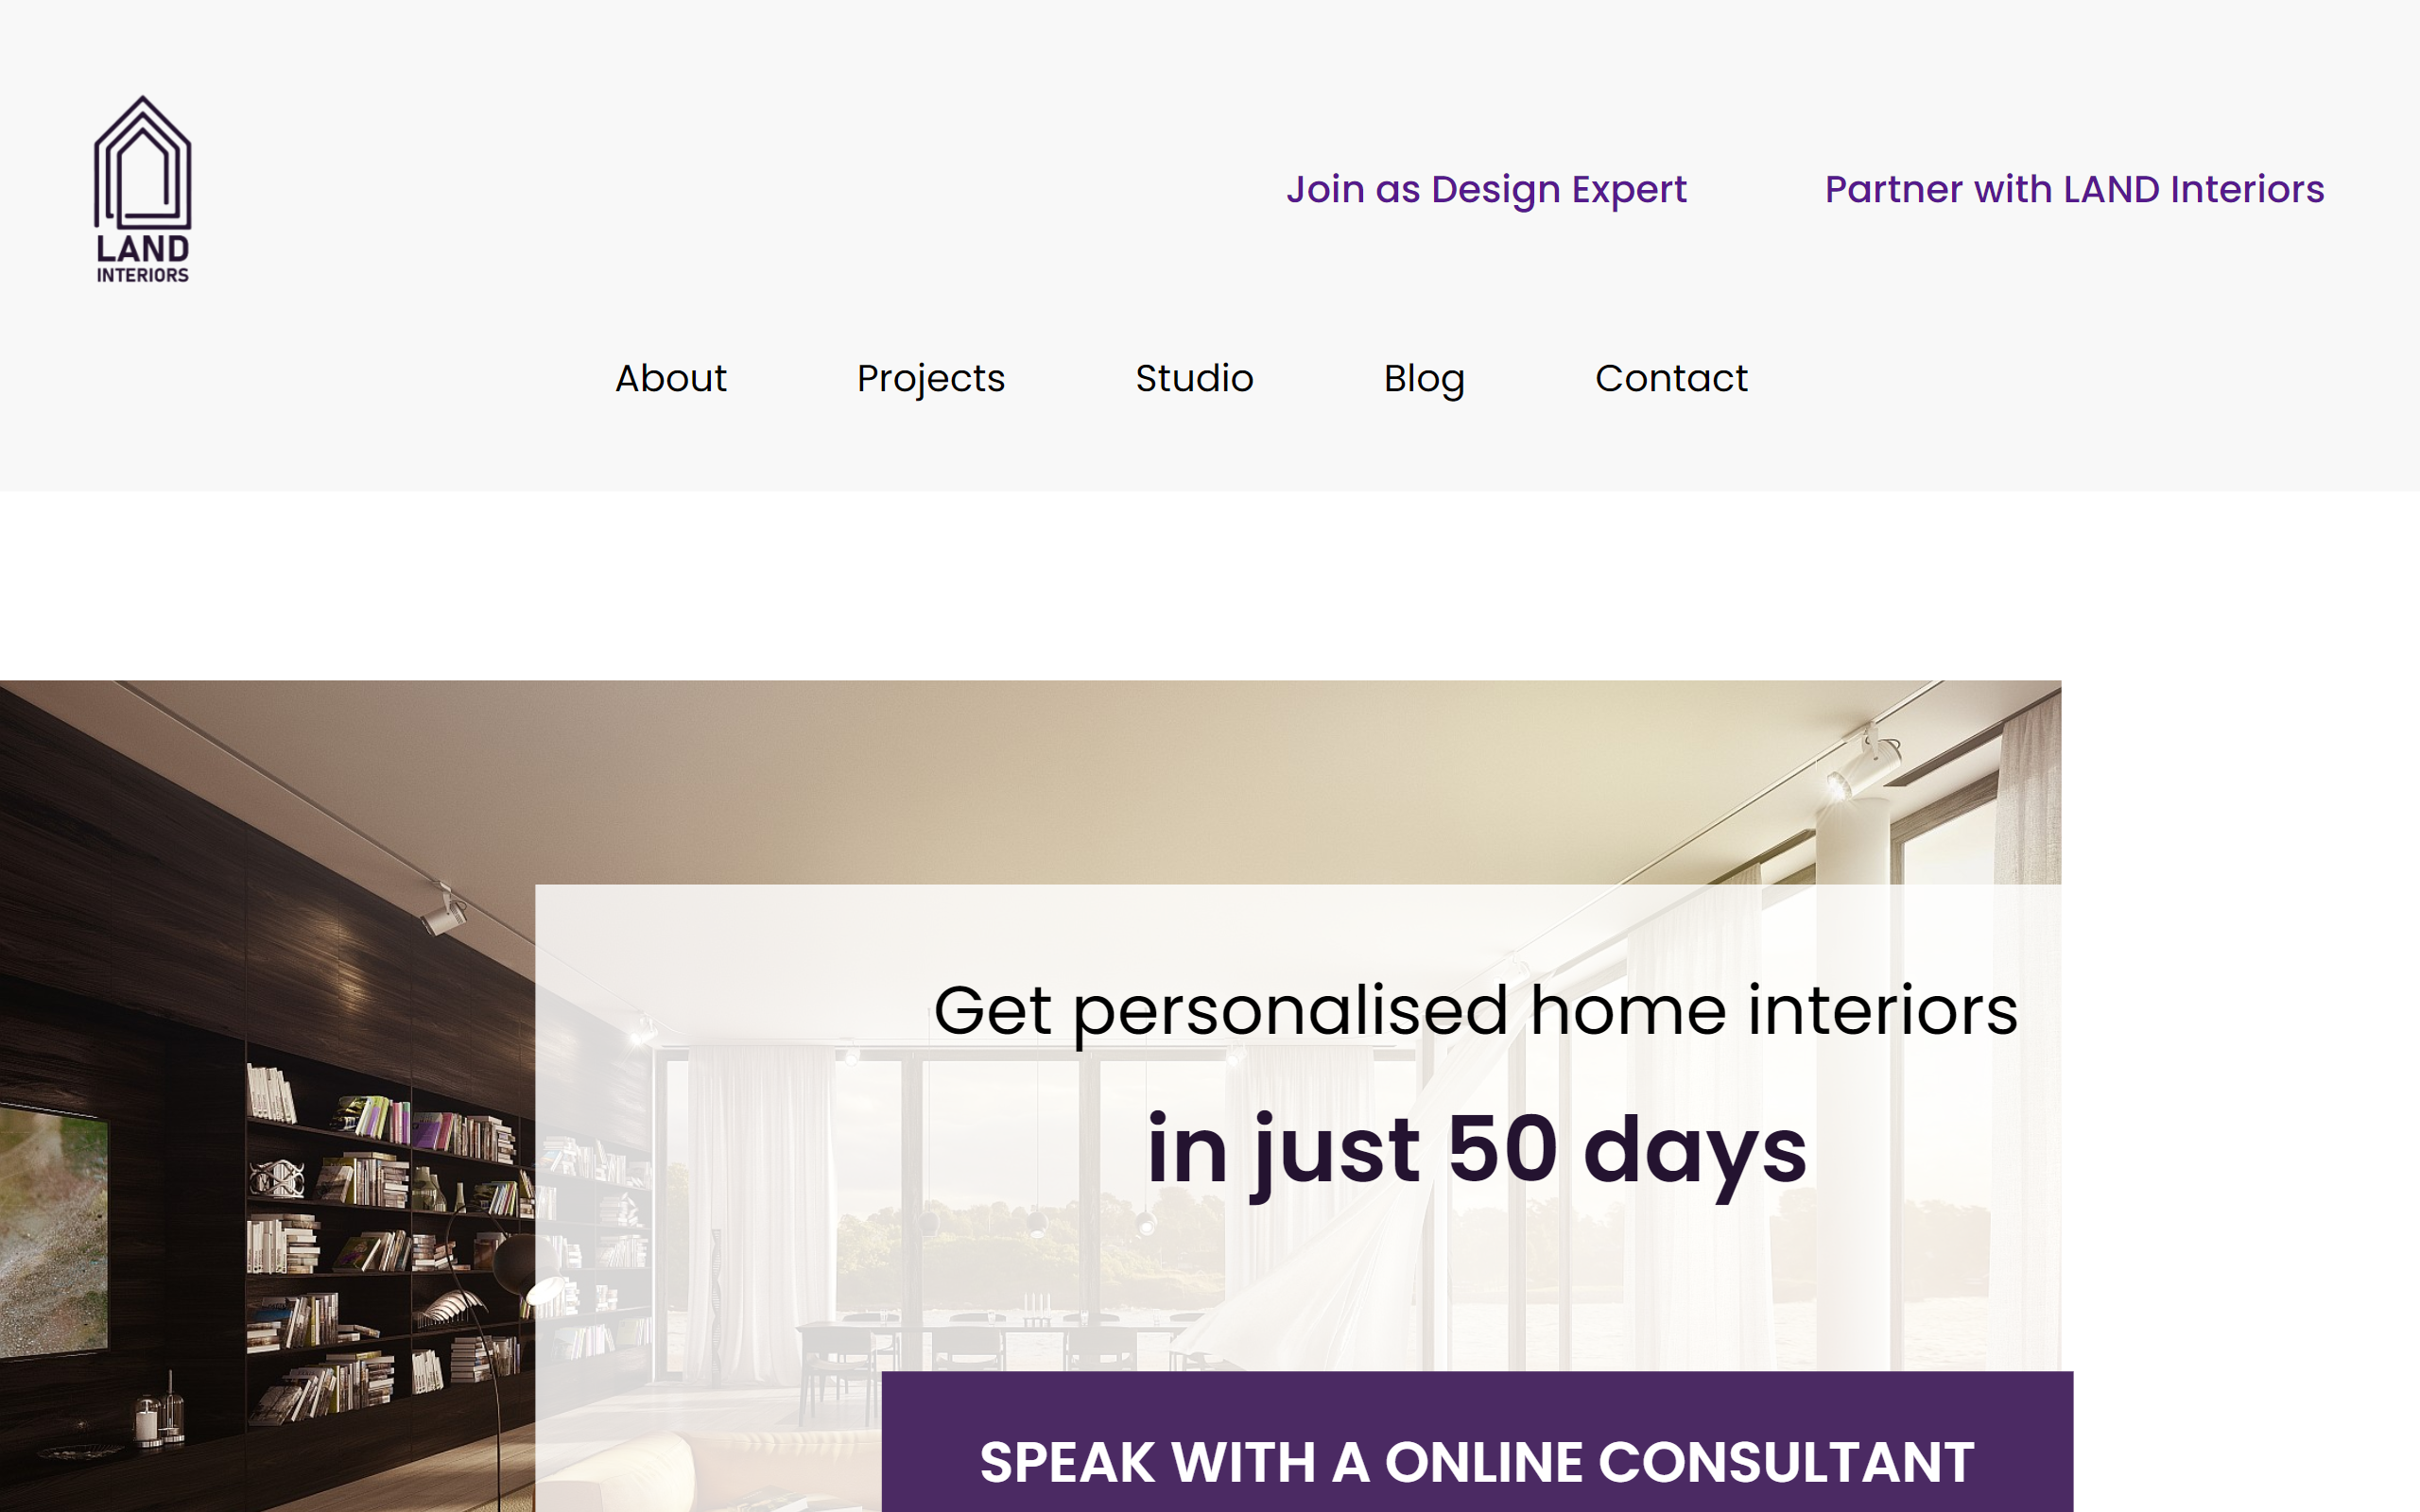 LAND
INTERIORS
Join as Design Expert
Partner with LAND Interiors
About
Projects
Studio
Blog
Contact
Get personalised home interiors
in just 50 days
SPEAK WITH A ONLINE CONSULTANT